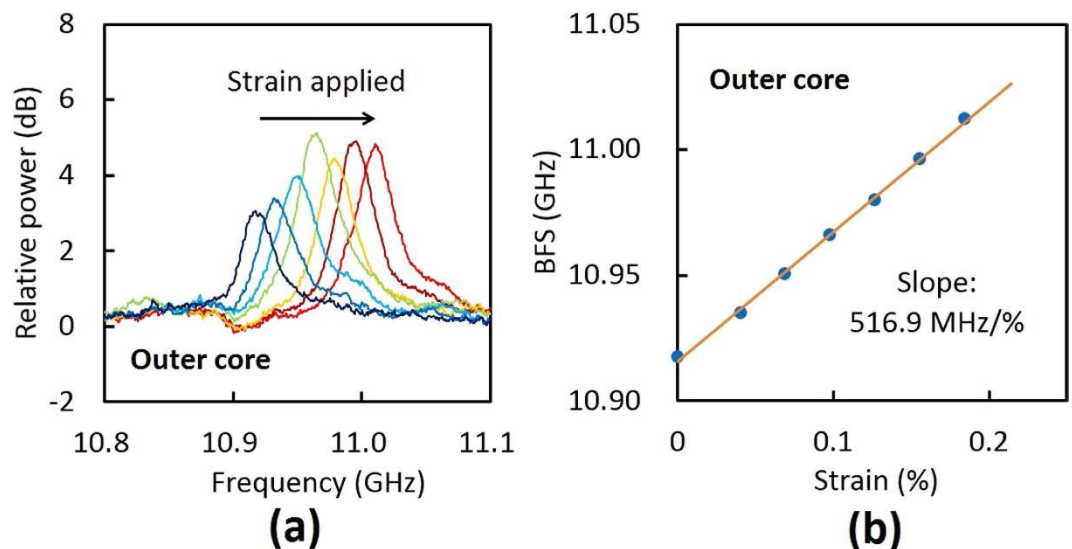 8
6
4
2
0
-2
Relative power (dB)
Strain applied
Outer core
10.8
10.9
11.0
11.1
Frequency (GHz)
(a)
11.05
11.00
10.95
10.90
BFS (GHz)
Outer core
Slope:
516.9 MHz/%
0
0.1
0.2
Strain (%)
(b)